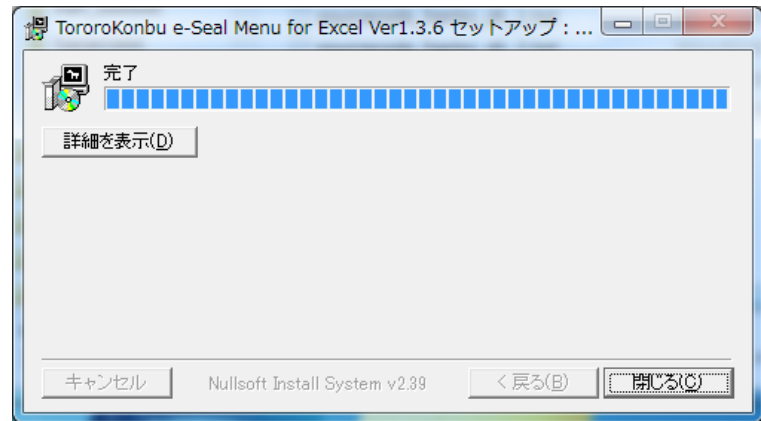 TororoKonbu e-Seal Menu for Excel Ver1.3.6 セットアップ : ...
完了
詳細を表示(D)
キャンセル
Nullsoft Install System v2.39
< 戻る(B)
閉じる(C)